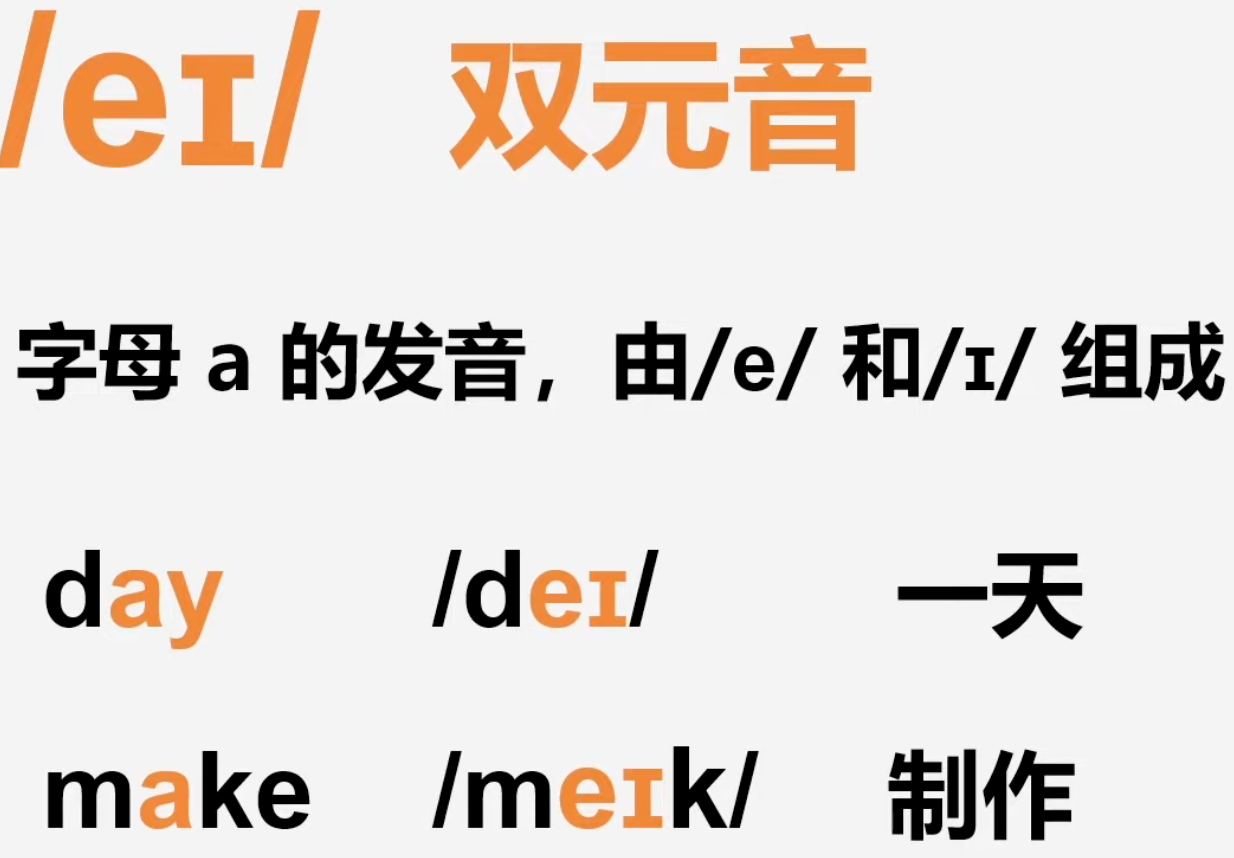 /eɪ/ 双元音
字母 a 的发音，由/e/ 和/ɪ/ 组成
day /deɪ/ 一天
make /meɪk/ 制作